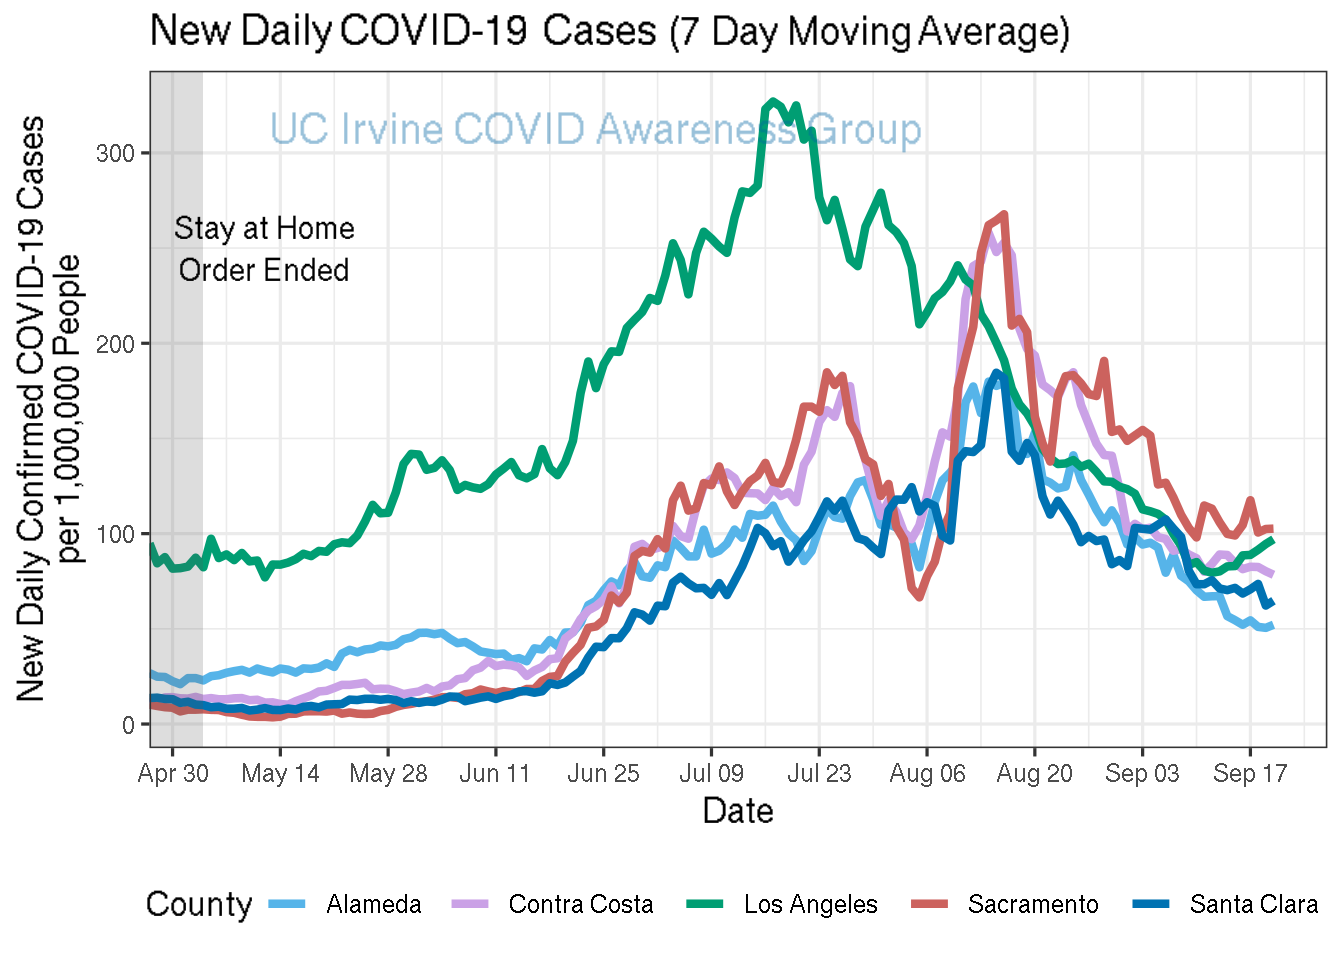 New Daily COVID-19 Cases (7 Day Moving Average)
UC Irvine COVID Awareness Group
Stay at Home
Order Ended
New Daily Confirmed COVID-19 Cases
per 1,000,000 People
300
200
100
0
Apr 30 May 14 May 28 Jun 11 Jun 25 Jul 09 Jul 23 Aug 06 Aug 20 Sep 03 Sep 17
Date
County Alameda Contra Costa Los Angeles Sacramento Santa Clara